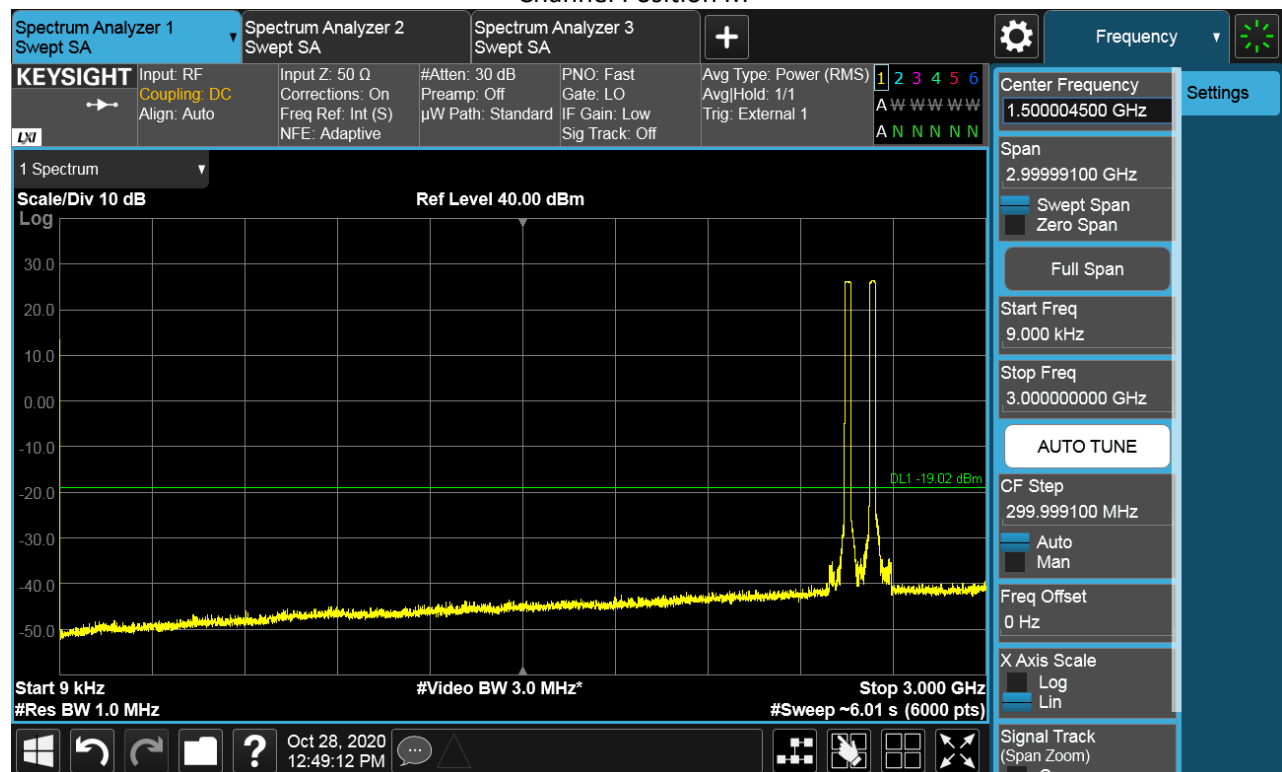 Spectrum Analyzer 1
Swept SA
Spectrum Analyzer 2
Swept SA
Spectrum Analyzer 3
Swept SA
Frequency
KEYSIGHT
LXI
Input: RF
Coupling: DC
Align: Auto
Input Z: 50 Ω
Corrections: On
Freq Ref: Int (S)
NFE: Adaptive
#Atten: 30 dB
Preamp: Off
µW Path: Standard
PNO: Fast
Gate: LO
IF Gain: Low
Sig Track: Off
Avg Type: Power (RMS)
Avg|Hold: 1/1
Trig: External 1
1 2 3 4 5 6
A W W W W W
A N N N N N
1 Spectrum
Scale/Div 10 dB
Ref Level 40.00 dBm
Log
30.0
20.0
10.0
0.00
-10.0
-20.0
-30.0
-40.0
-50.0
DL1 -19.02 dBm
Start 9 kHz
#Video BW 3.0 MHz*
Stop 3.000 GHz
#Res BW 1.0 MHz
#Sweep ~6.01 s (6000 pts)
?
Oct 28, 2020
12:49:12 PM
Center Frequency
1.500004500 GHz
Settings
Span
2.99999100 GHz
Swept Span
Zero Span
Full Span
Start Freq
9.000 kHz
Stop Freq
3.000000000 GHz
AUTO TUNE
CF Step
299.999100 MHz
Auto
Man
Freq Offset
0 Hz
X Axis Scale
Log
Lin
Signal Track
(Span Zoom)